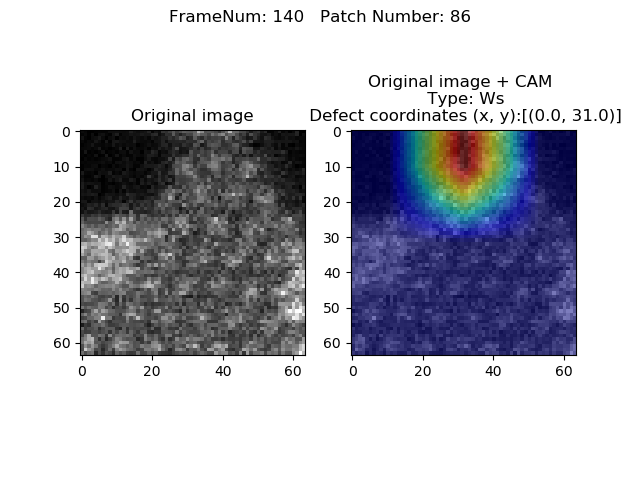 FrameNum: 140   Patch Number: 86
Original image
Original image + CAM
Type: Ws
Defect coordinates (x, y):[(0.0, 31.0)]
0
10
20
30
40
50
60
0 20 40 60
0
10
20
30
40
50
60
0 20 40 60